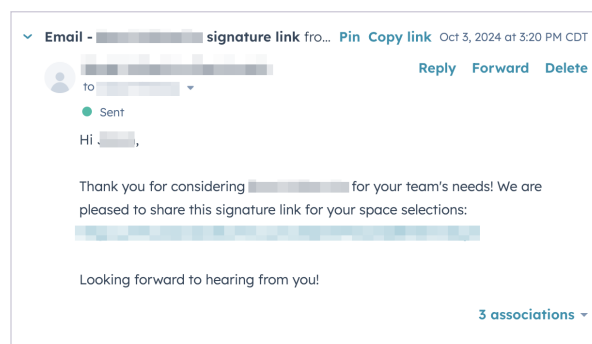 Email - signature link fro... Pin Copy link Oct 3, 2024 at 3:20 PM CDT
Reply Forward Delete
to
Sent
Hi ,
Thank you for considering for your team's needs! We are
pleased to share this signature link for your space selections:
Looking forward to hearing from you!
3 associations